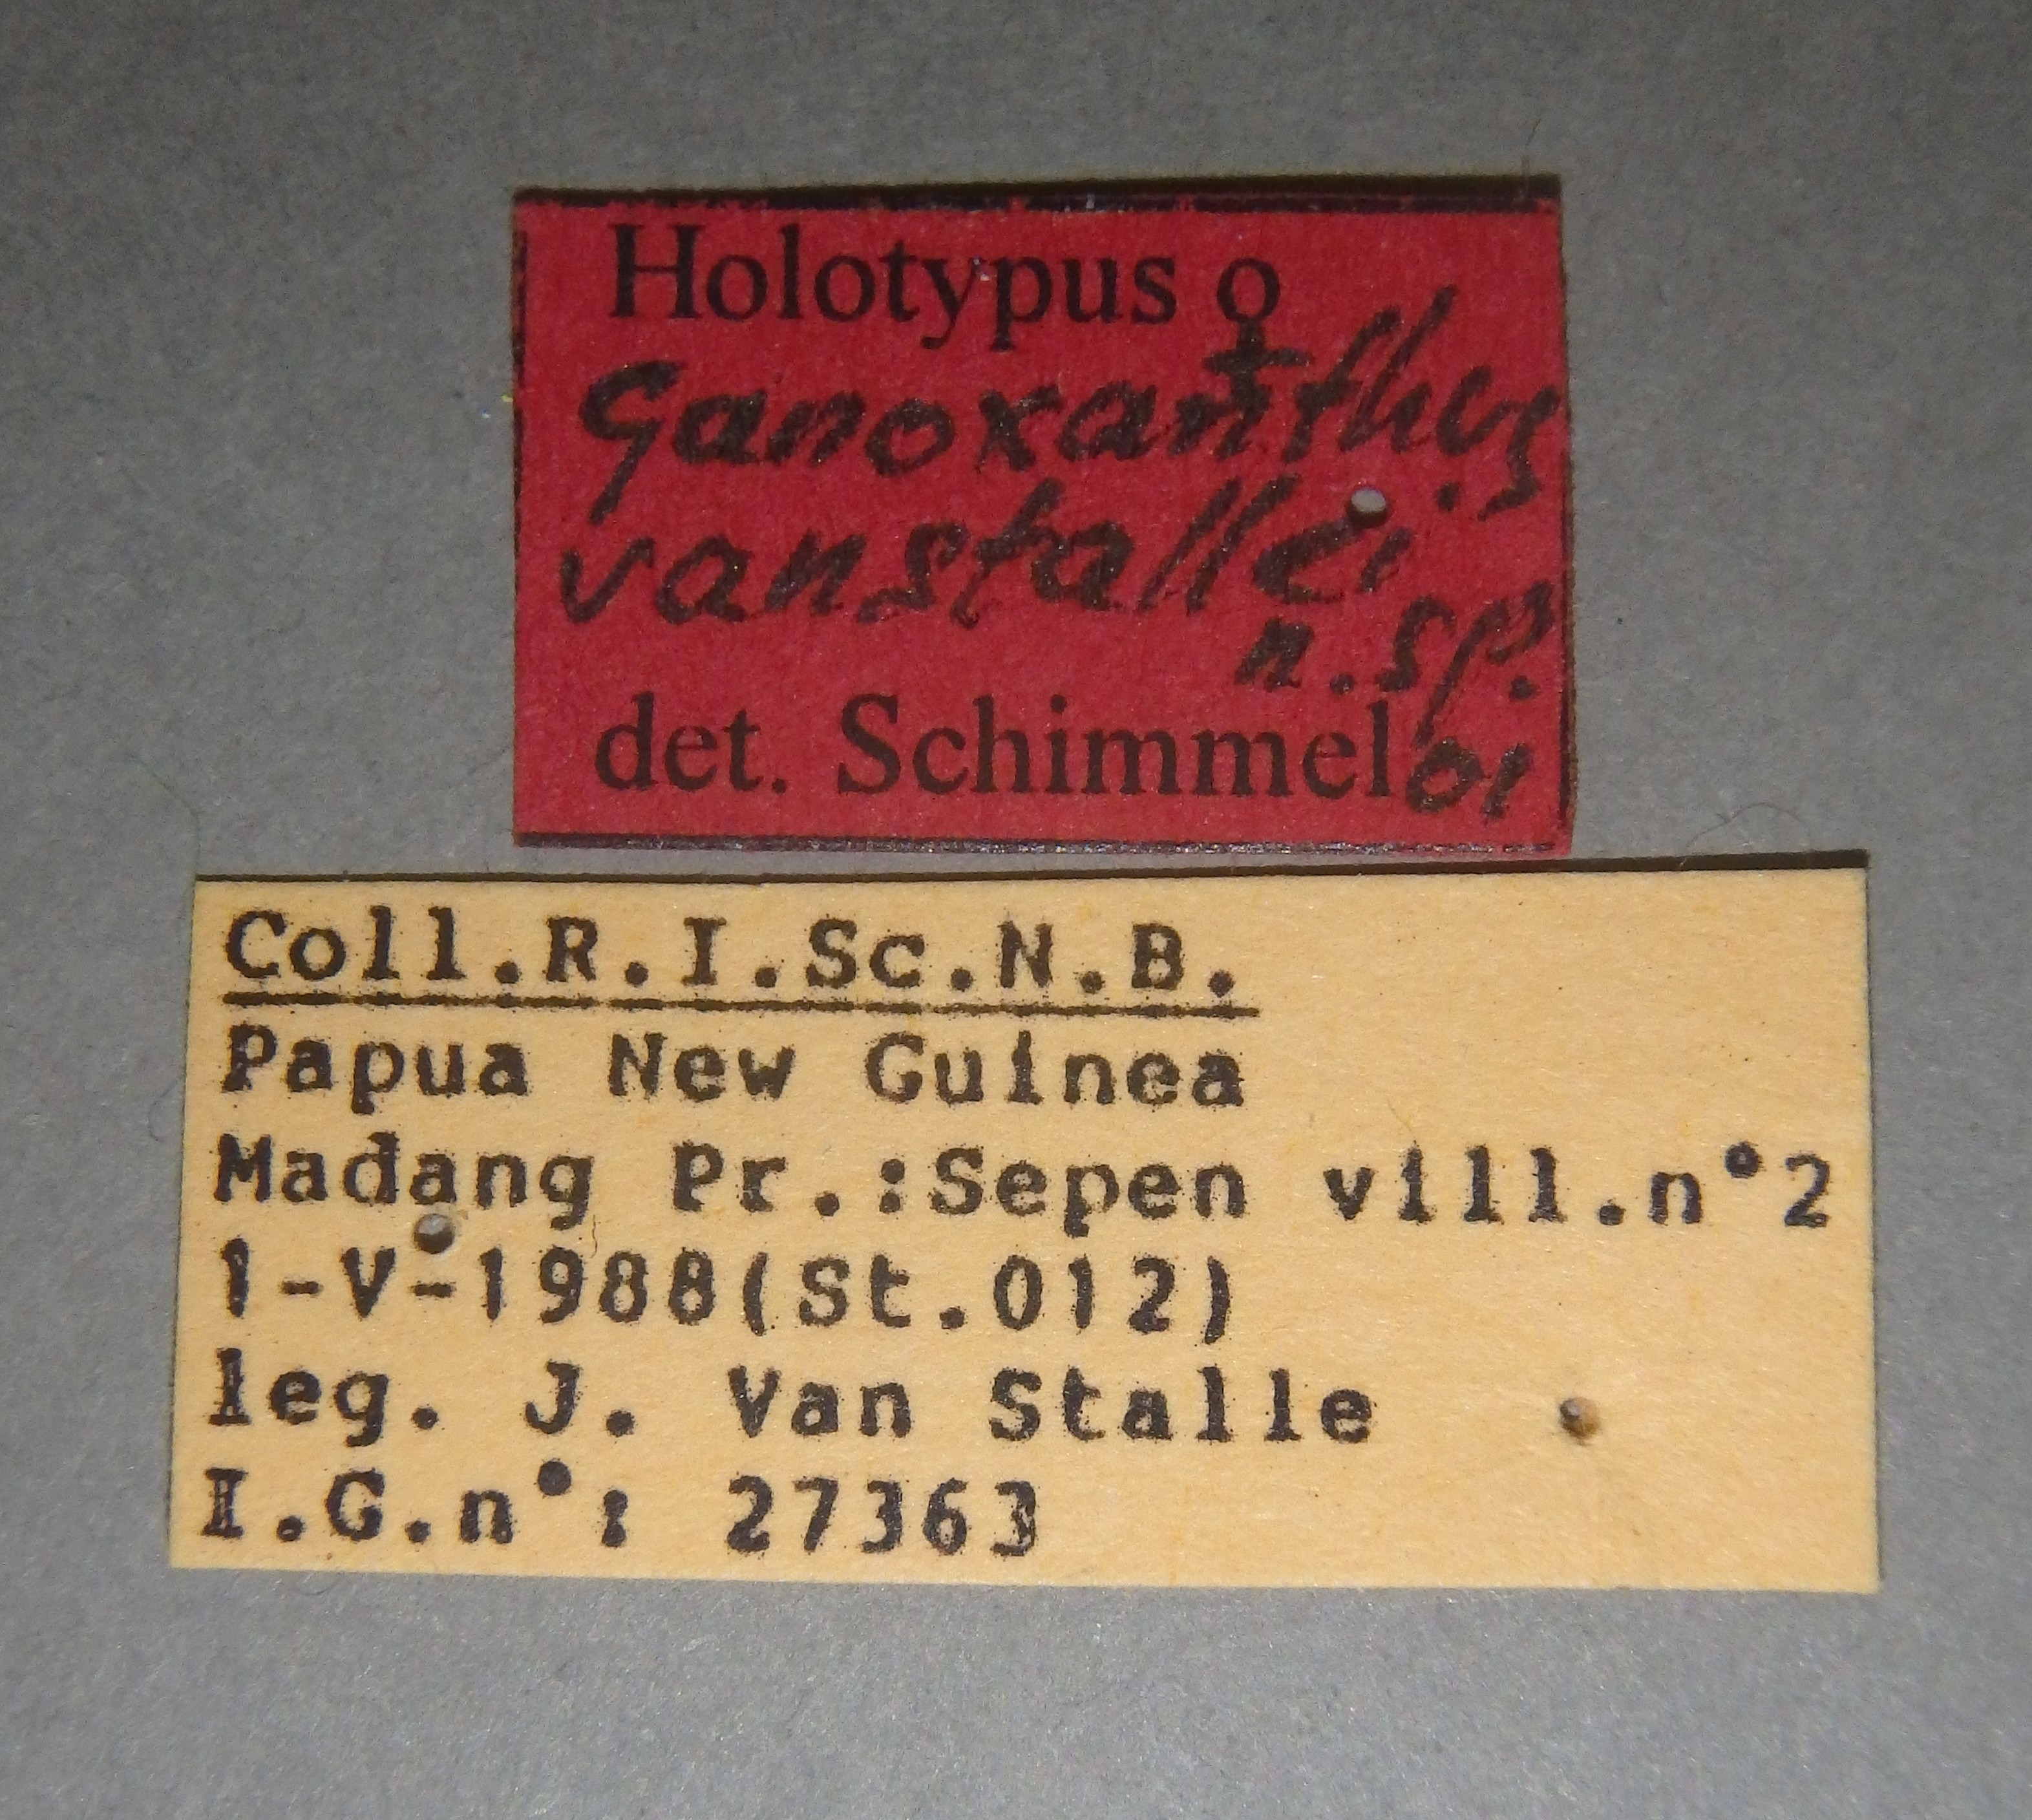 Holotypus ♀
Ganoxanthus
vanstallei
n.sp.
det. Schimmel 01
Coll.R.I.Sc.N.B.
Papua New Guinea
Madang Pr.:Sepen vill.n°2
1-V-1988(St.012)
leg. J. Van Stalle
I.G.n°: 27363